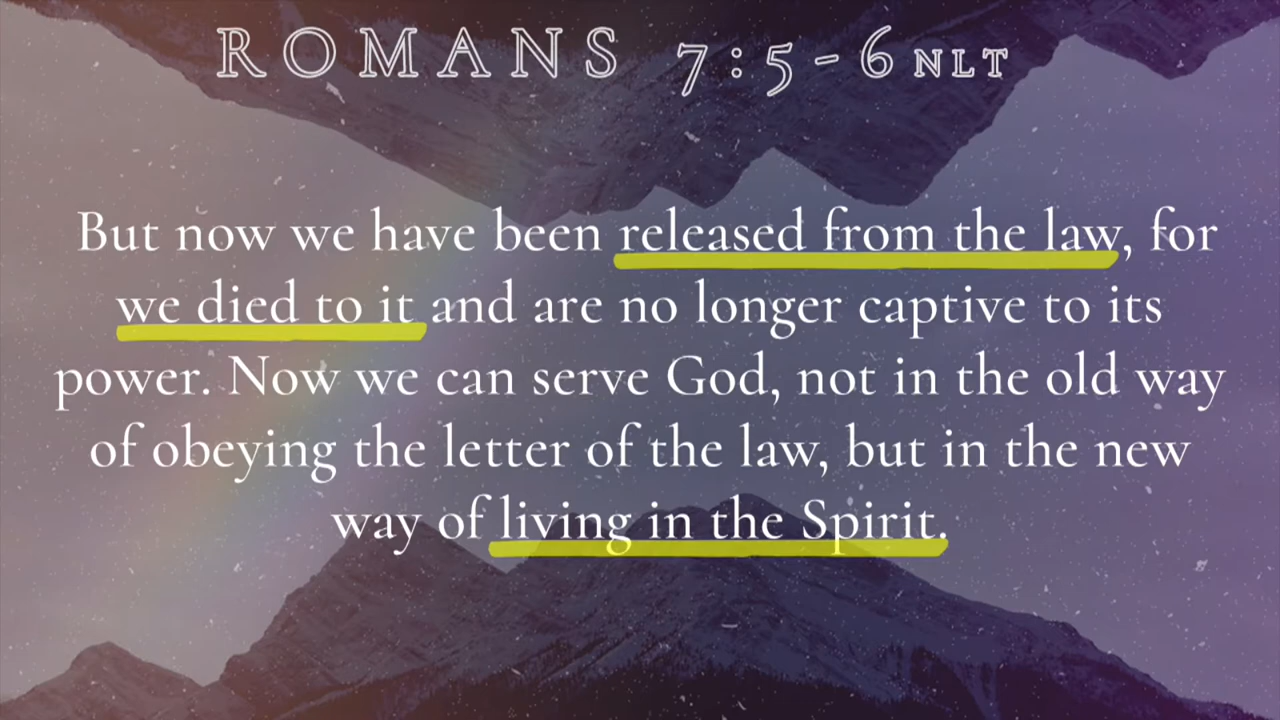 ROMANS 7:5-6 NLT
But now we have been released from the law, for
we died to it and are no longer captive to its
power. Now we can serve God, not in the old way
of obeying the letter of the law, but in the new
way of living in the Spirit.